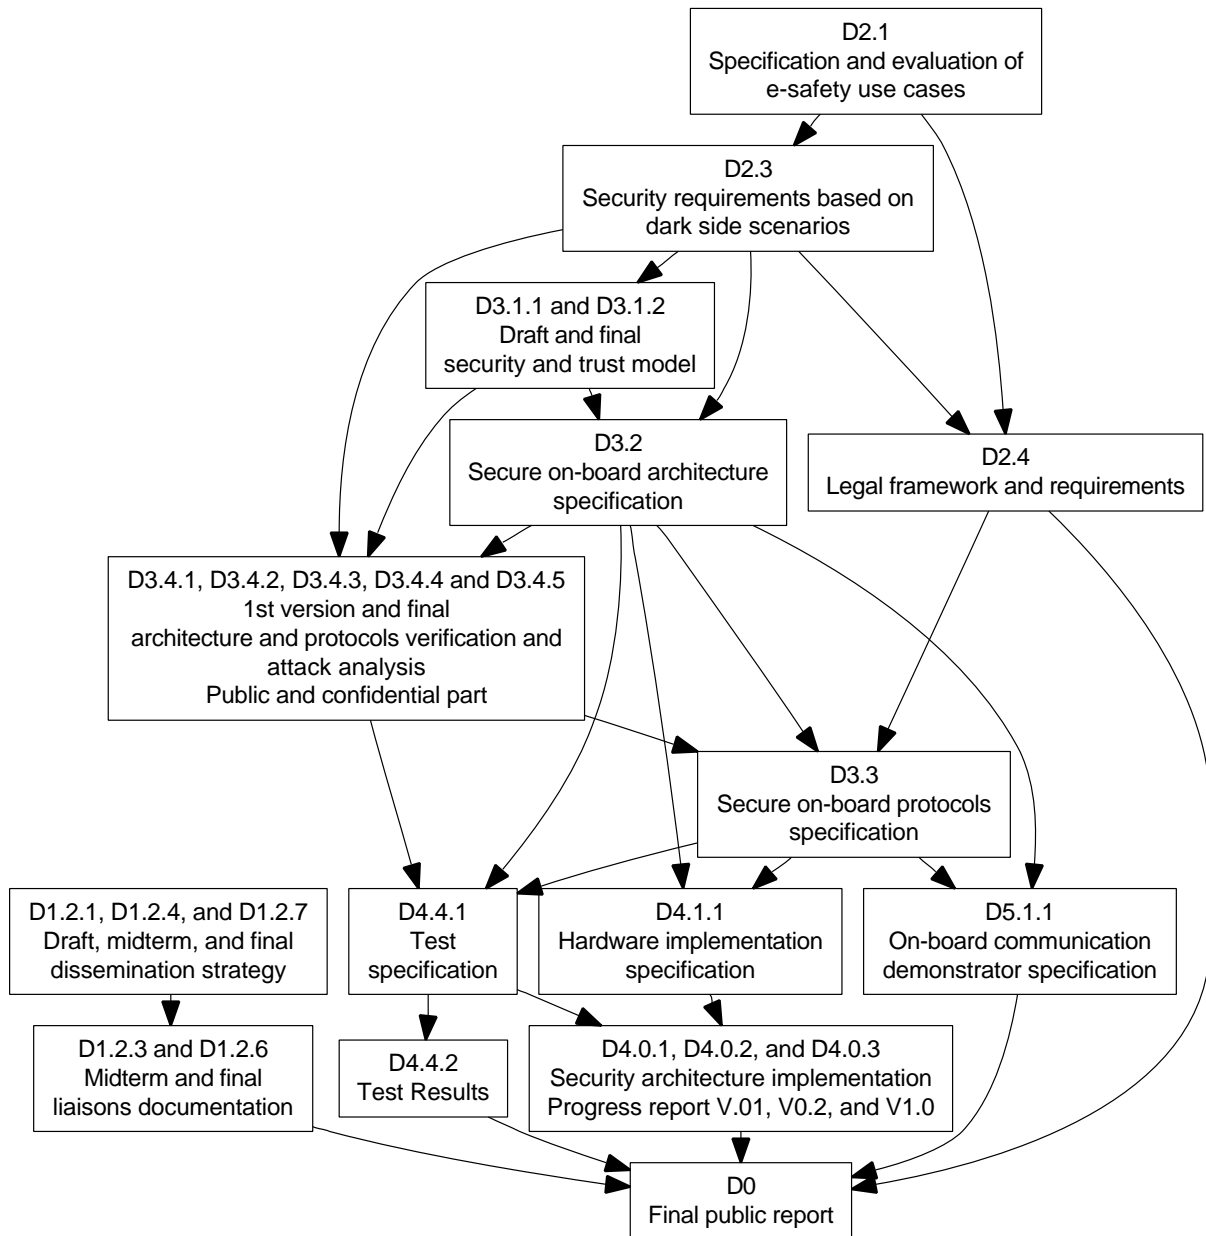 D2.1
Specification and evaluation of
e-safety use cases
D2.3
Security requirements based on
dark side scenarios
D3.1.1 and D3.1.2
Draft and final
security and trust model
D3.2
Secure on-board architecture
specification
D2.4
Legal framework and requirements
D3.4.1, D3.4.2, D3.4.3, D3.4.4 and D3.4.5
1st version and final
architecture and protocols verification and
attack analysis
Public and confidential part
D3.3
Secure on-board protocols
specification
D1.2.1, D1.2.4, and D1.2.7
Draft, midterm, and final
dissemination strategy
D4.4.1
Test
specification
D4.1.1
Hardware implementation
specification
D5.1.1
On-board communication
demonstrator specification
D1.2.3 and D1.2.6
Midterm and final
liaisons documentation
D4.4.2
Test Results
D4.0.1, D4.0.2, and D4.0.3
Security architecture implementation
Progress report V.01, V0.2, and V1.0
D0
Final public report